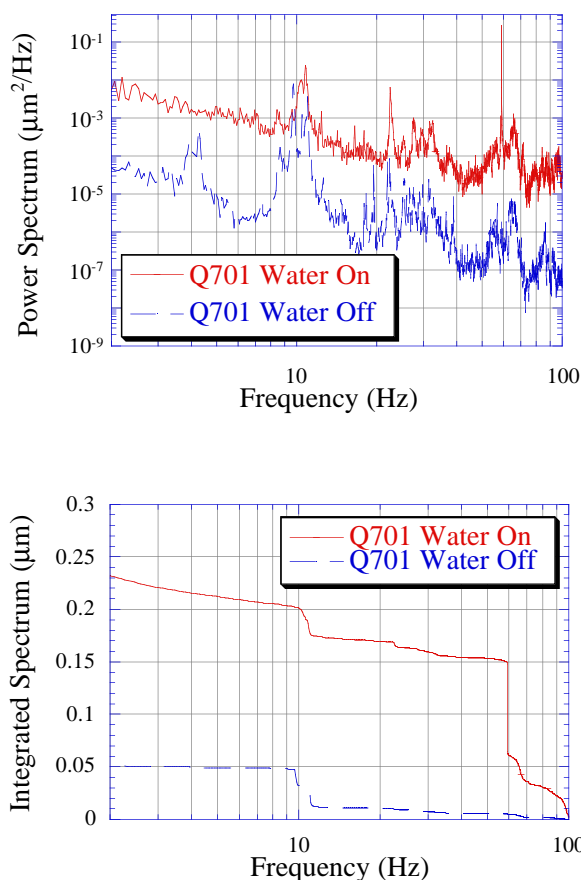 Power Spectrum (μm²/Hz)
10⁻¹
10⁻³
10⁻⁵
10⁻⁷
10⁻⁹
Q701 Water On
Q701 Water Off
10
100
Frequency (Hz)
Integrated Spectrum (μm)
0.3
0.25
0.2
0.15
0.1
0.05
0
Q701 Water On
Q701 Water Off
10
100
Frequency (Hz)